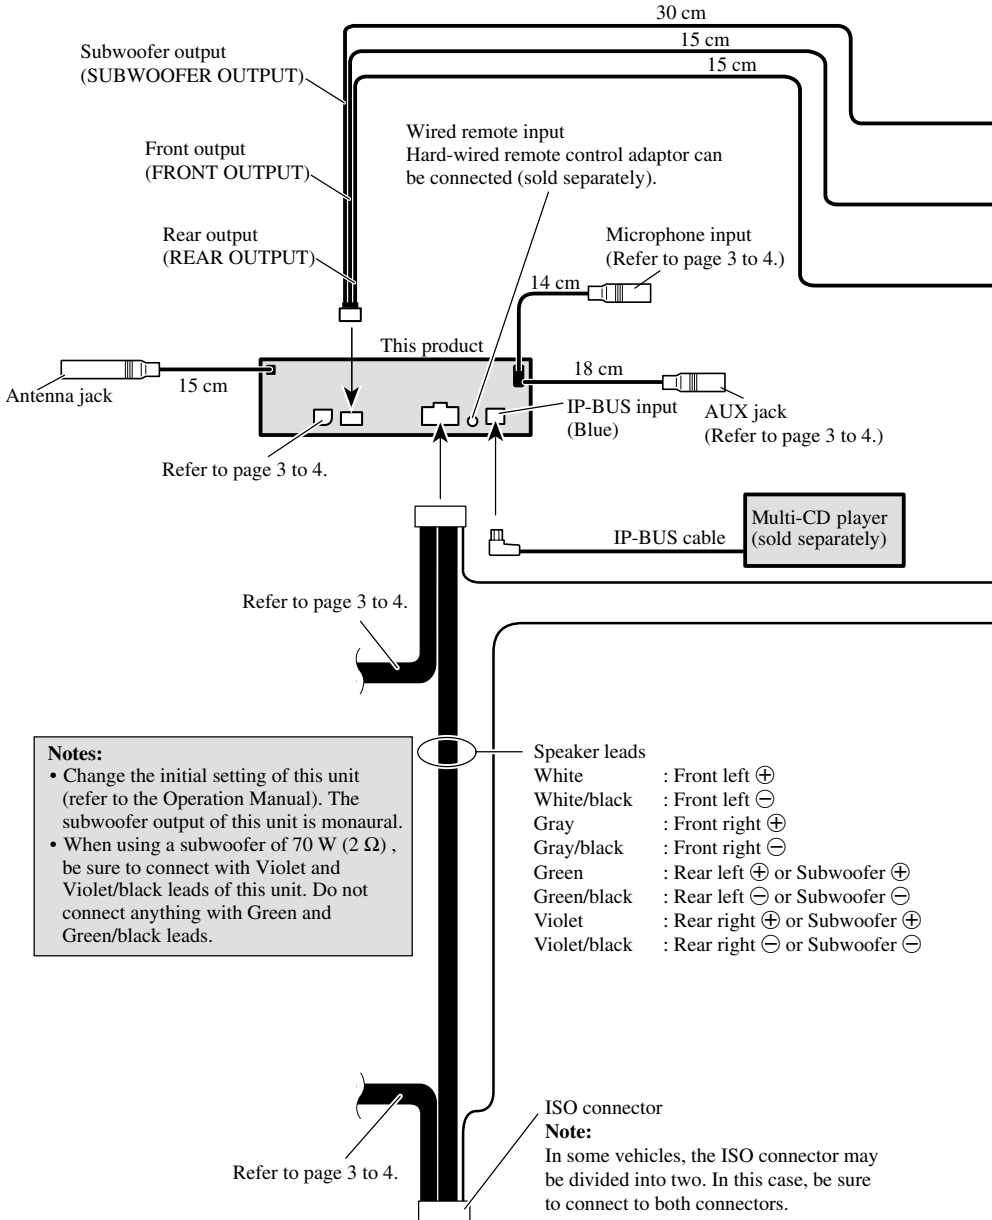 30 cm
15 cm
15 cm
Subwoofer output
(SUBWOOFER OUTPUT)
Front output
(FRONT OUTPUT)
Rear output
(REAR OUTPUT)
Wired remote input
Hard-wired remote control adaptor can
be connected (sold separately).
Microphone input
(Refer to page 3 to 4.)
14 cm
This product
15 cm
Antenna jack
18 cm
AUX jack
(Refer to page 3 to 4.)
IP-BUS input
(Blue)
Refer to page 3 to 4.
IP-BUS cable
Multi-CD player
(sold separately)
Refer to page 3 to 4.
Notes:
• Change the initial setting of this unit
(refer to the Operation Manual). The
subwoofer output of this unit is monaural.
• When using a subwoofer of 70 W (2 Ω) ,
be sure to connect with Violet and
Violet/black leads of this unit. Do not
connect anything with Green and
Green/black leads.
Speaker leads
White : Front left ⊕
White/black : Front left ⊖
Gray : Front right ⊕
Gray/black : Front right ⊖
Green : Rear left ⊕ or Subwoofer ⊕
Green/black : Rear left ⊖ or Subwoofer ⊖
Violet : Rear right ⊕ or Subwoofer ⊕
Violet/black : Rear right ⊖ or Subwoofer ⊖
Refer to page 3 to 4.
ISO connector
Note:
In some vehicles, the ISO connector may
be divided into two. In this case, be sure
to connect to both connectors.